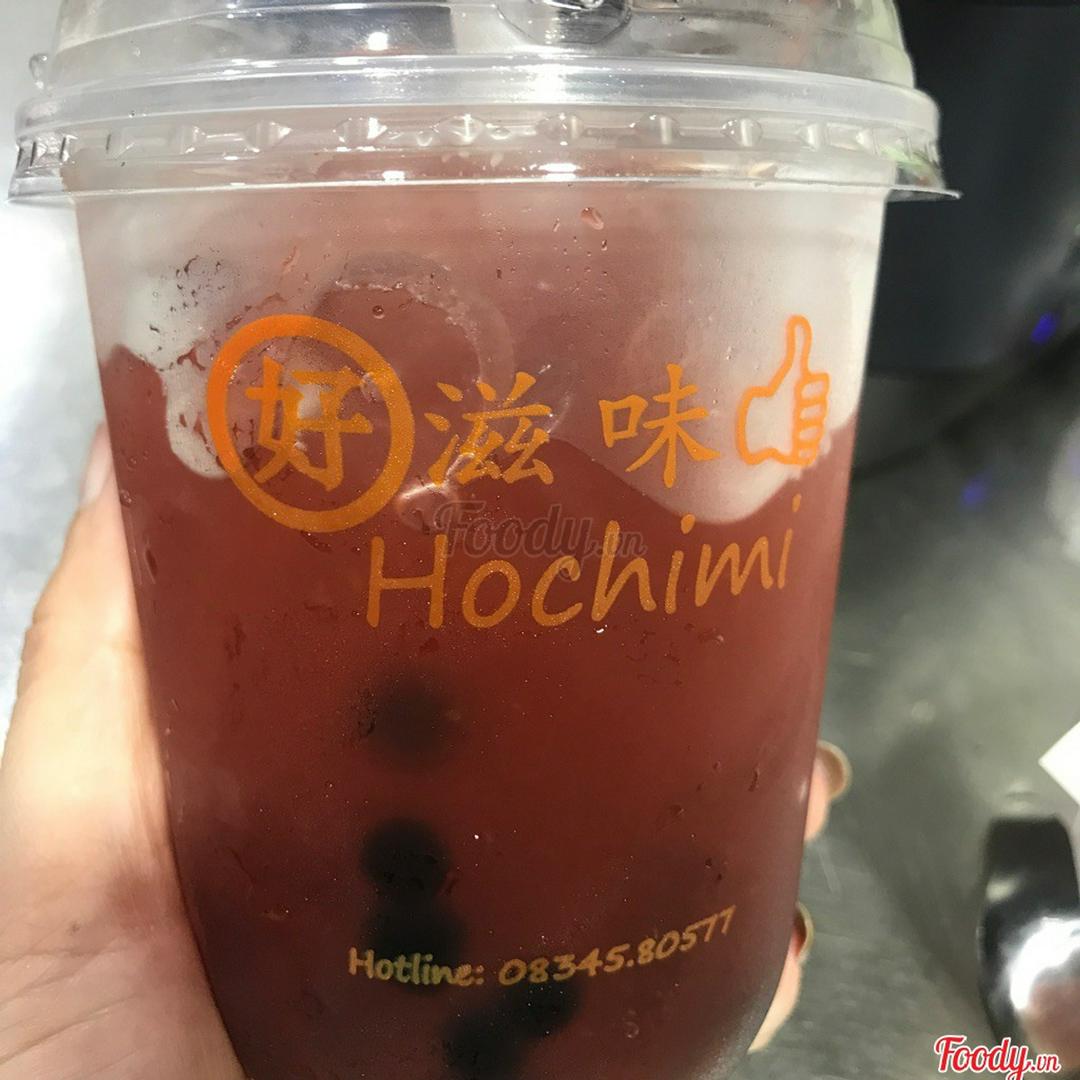 好滋味
Foody.vn
Hochimi
Hotline: 08345.80577
Foody.vn